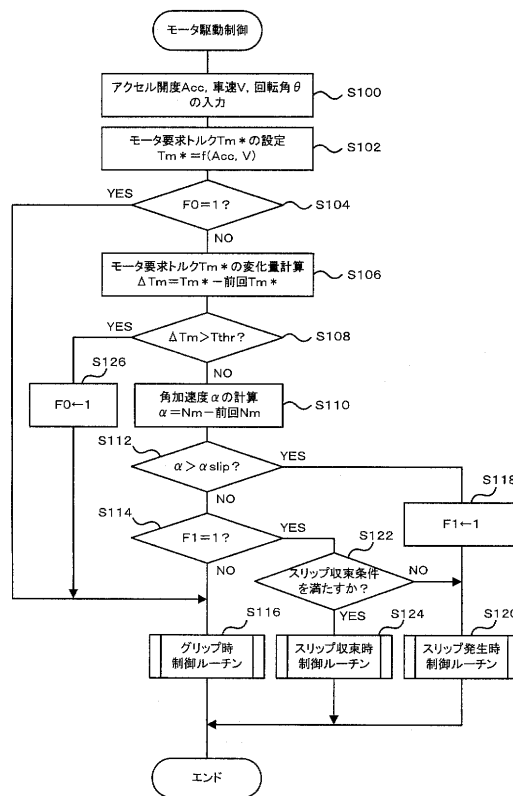 モータ駆動制御
アクセル開度Acc, 車速V, 回転角θ
の入力
S100
モータ要求トルクTm*の設定
Tm*=f(Acc, V)
S102
YES
F0=1?
S104
NO
モータ要求トルクTm*の変化量計算
ΔTm=Tm*-前回Tm*
S106
YES
ΔTm>Tthr?
S108
S126
NO
F0←1
角加速度αの計算
α=Nm-前回Nm
S110
S112
α>αslip?
YES
S118
NO
F1←1
S114
F1=1?
YES
S122
NO
スリップ収束条件
を満たすか?
NO
YES
S116
S124
S120
グリップ時
制御ルーチン
スリップ収束時
制御ルーチン
スリップ発生時
制御ルーチン
エンド